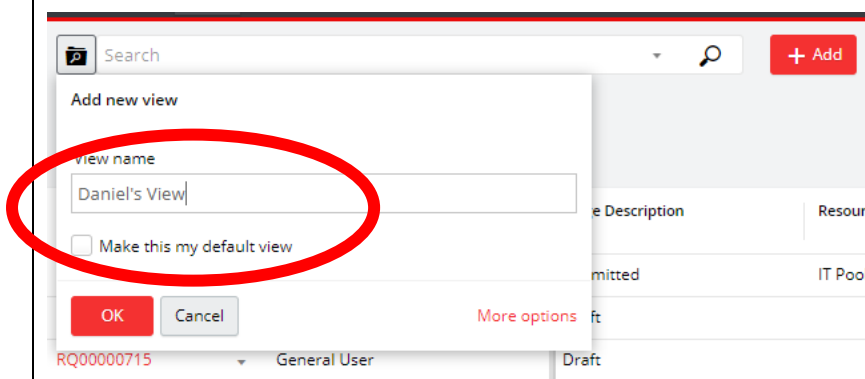 Search
+ Add
Add new view
View name
Daniel's View
Make this my default view
OK Cancel More options
Description
Resour
mitted IT Poo
ft
RQ00000715 General User Draft